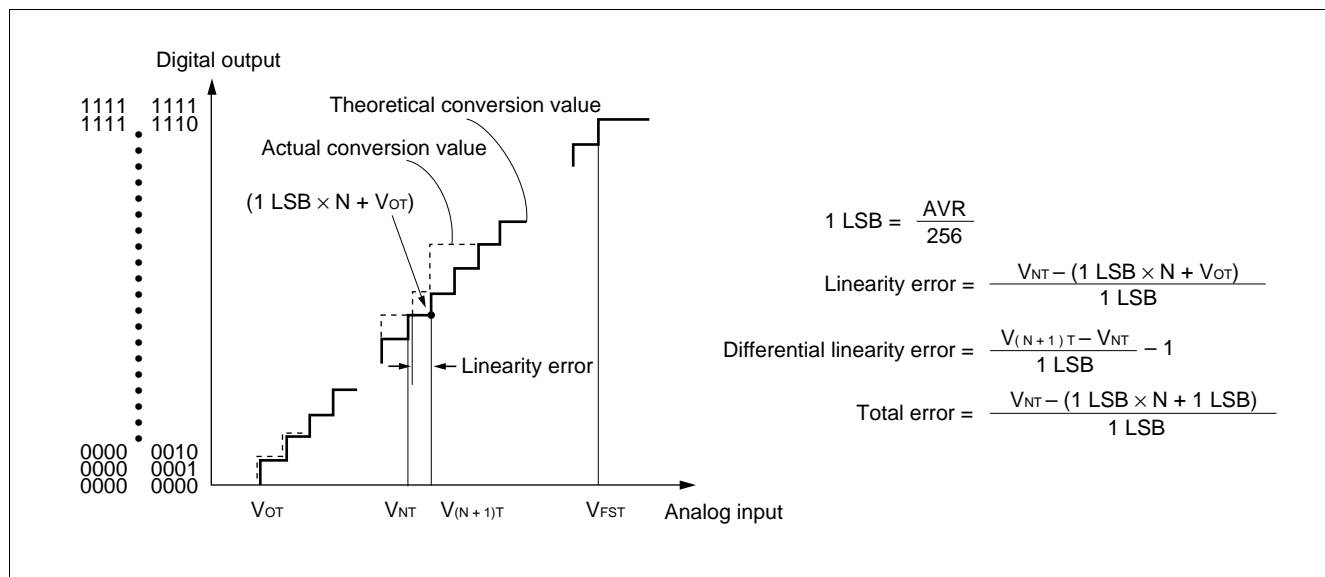 Digital output
1111 1111
1111 1110
Theoretical conversion value
Actual conversion value
(1 LSB × N + VOT)
Linearity error
0000 0010
0000 0001
0000 0000
VOT VNT V(N + 1)T VFST Analog input
1 LSB = AVR / 256
Linearity error = VNT – (1 LSB × N + VOT) / 1 LSB
Differential linearity error = V(N + 1)T – VNT / 1 LSB – 1
Total error = VNT – (1 LSB × N + 1 LSB) / 1 LSB